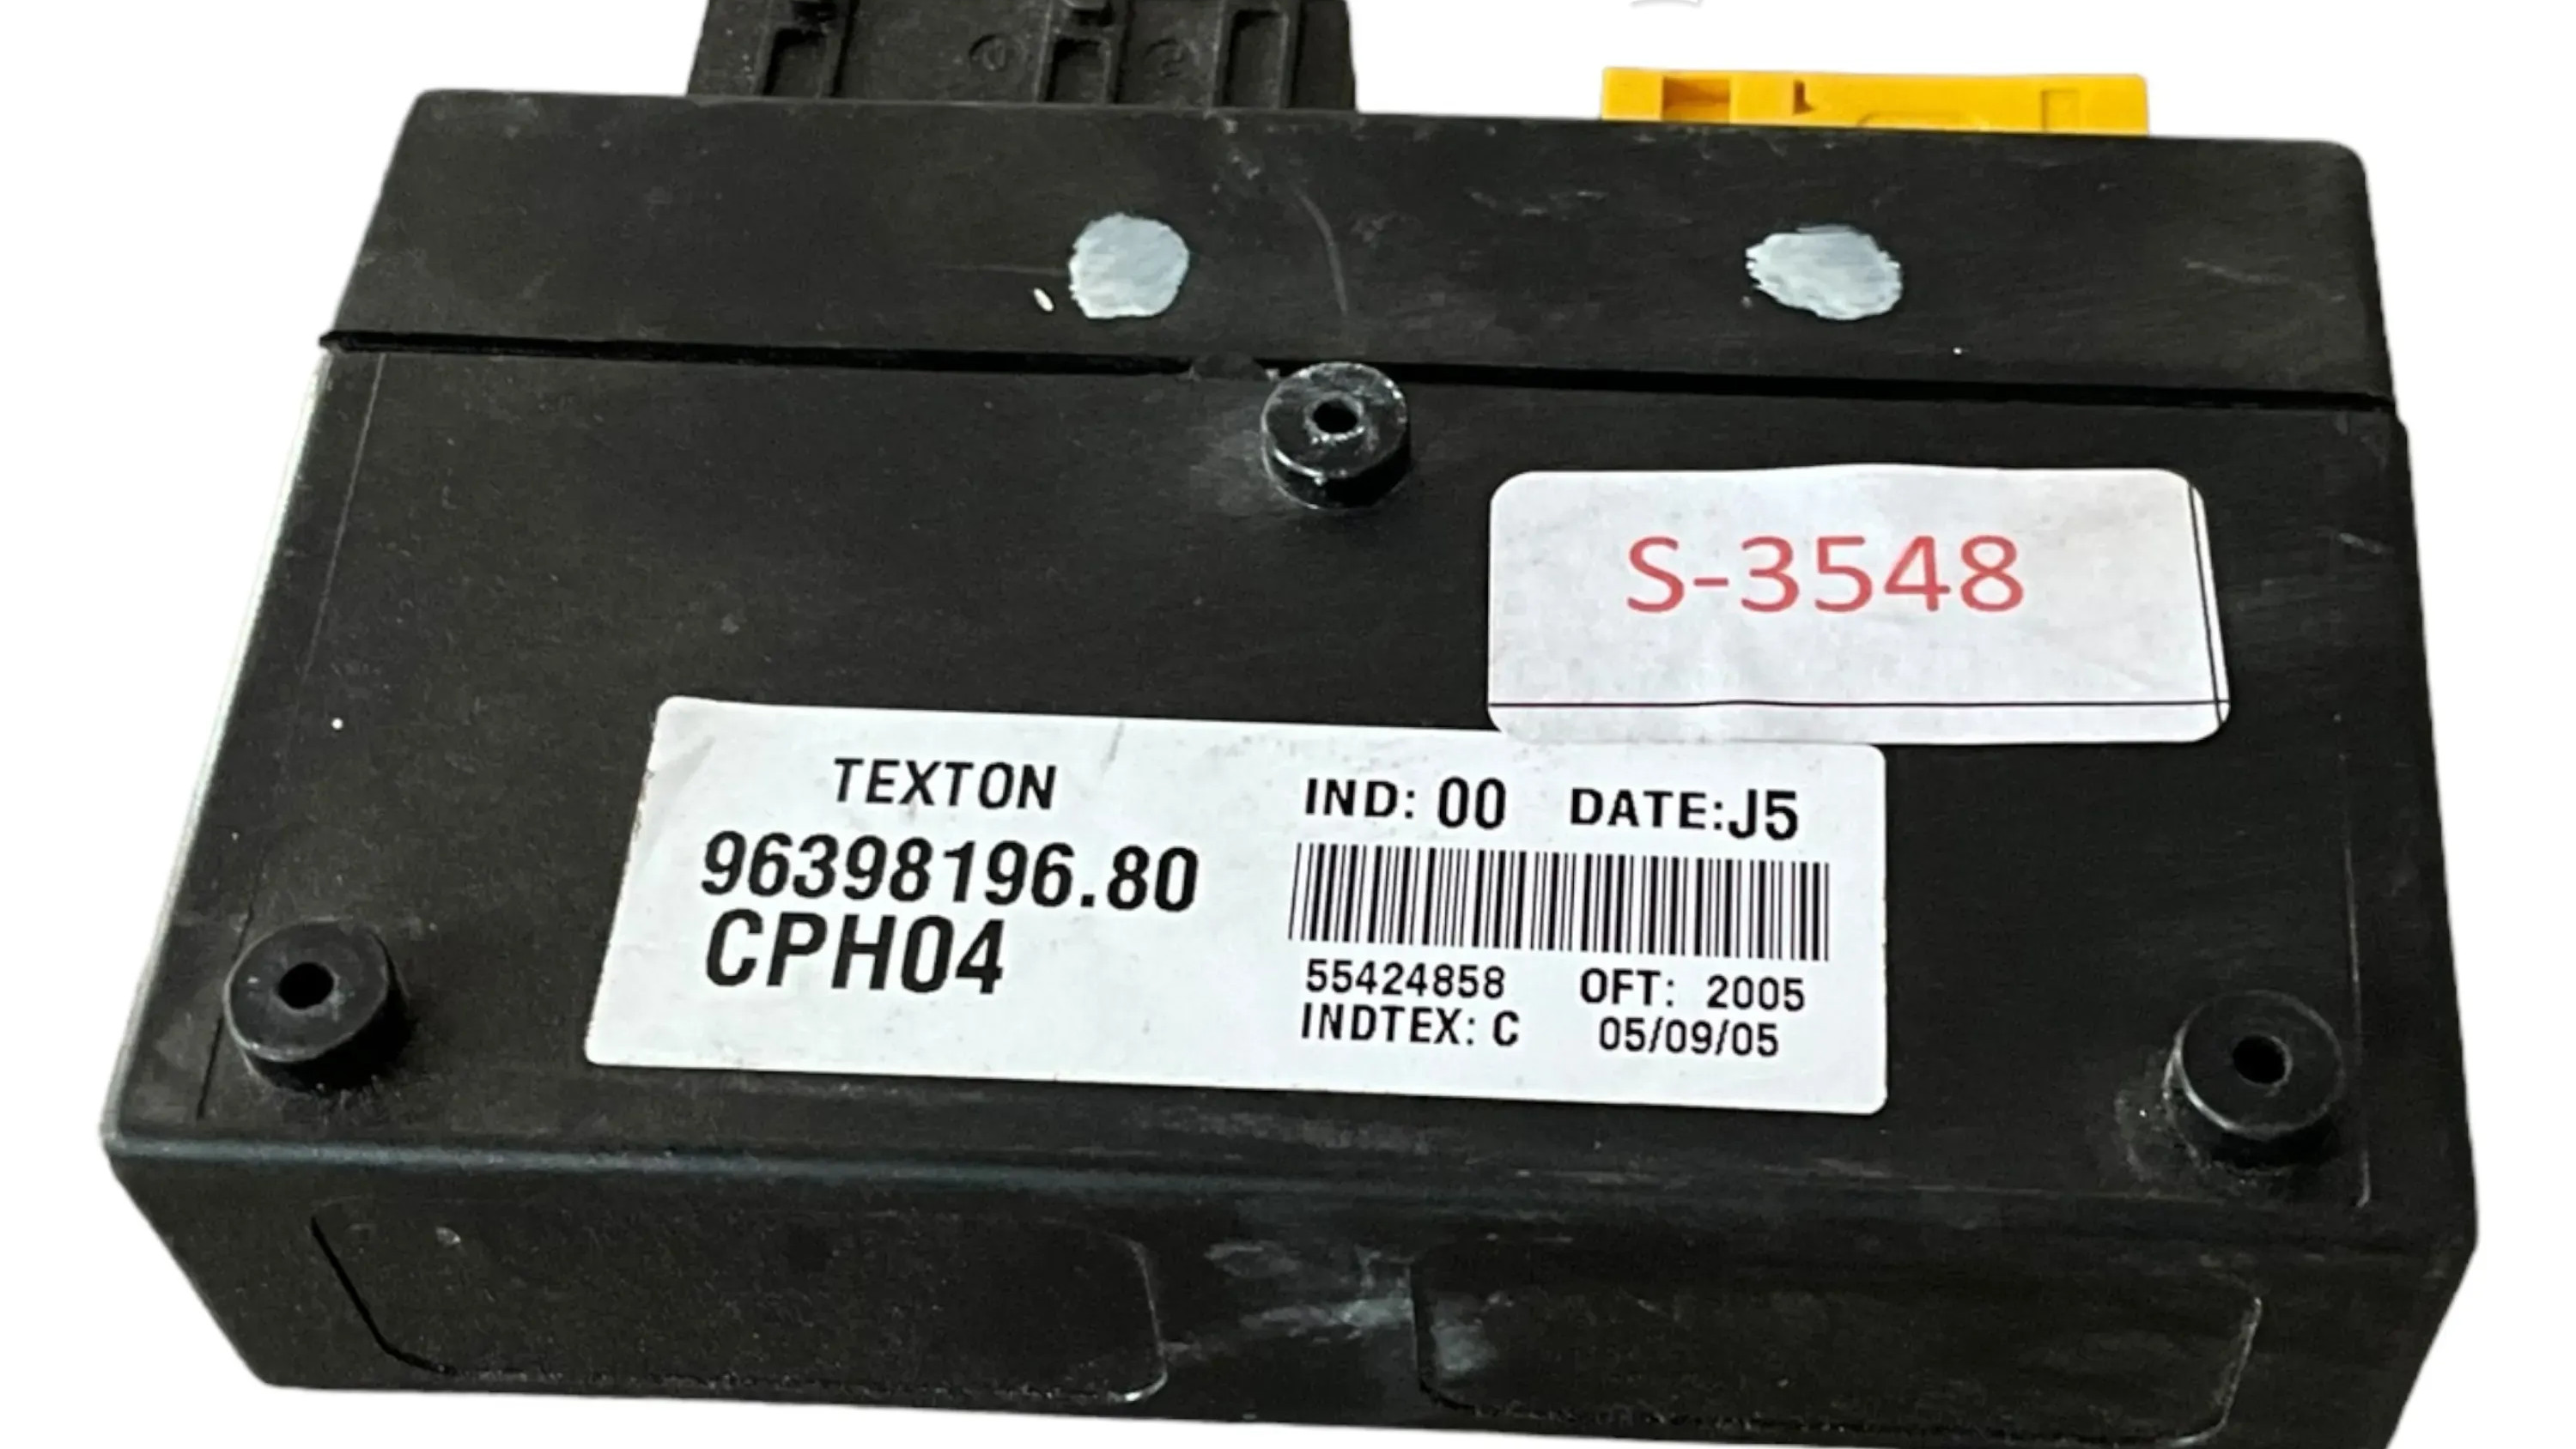 S-3548
TEXTON
96398196.80
CPH04
IND: 00 DATE:J5
55424858 OFT: 2005
INDTEX: C 05/09/05